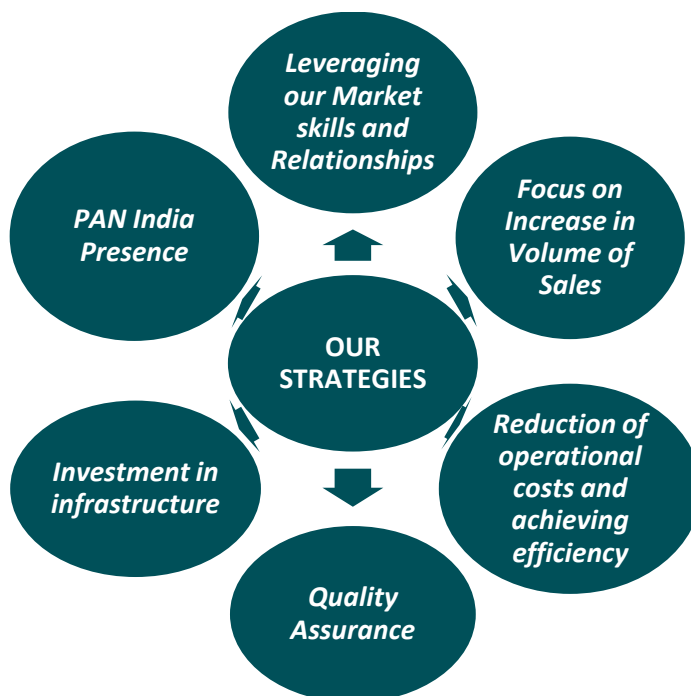 Leveraging
our Market
skills and
Relationships
PAN India
Presence
Focus on
Increase in
Volume of
Sales
OUR
STRATEGIES
Investment in
infrastructure
Reduction of
operational
costs and
achieving
efficiency
Quality
Assurance